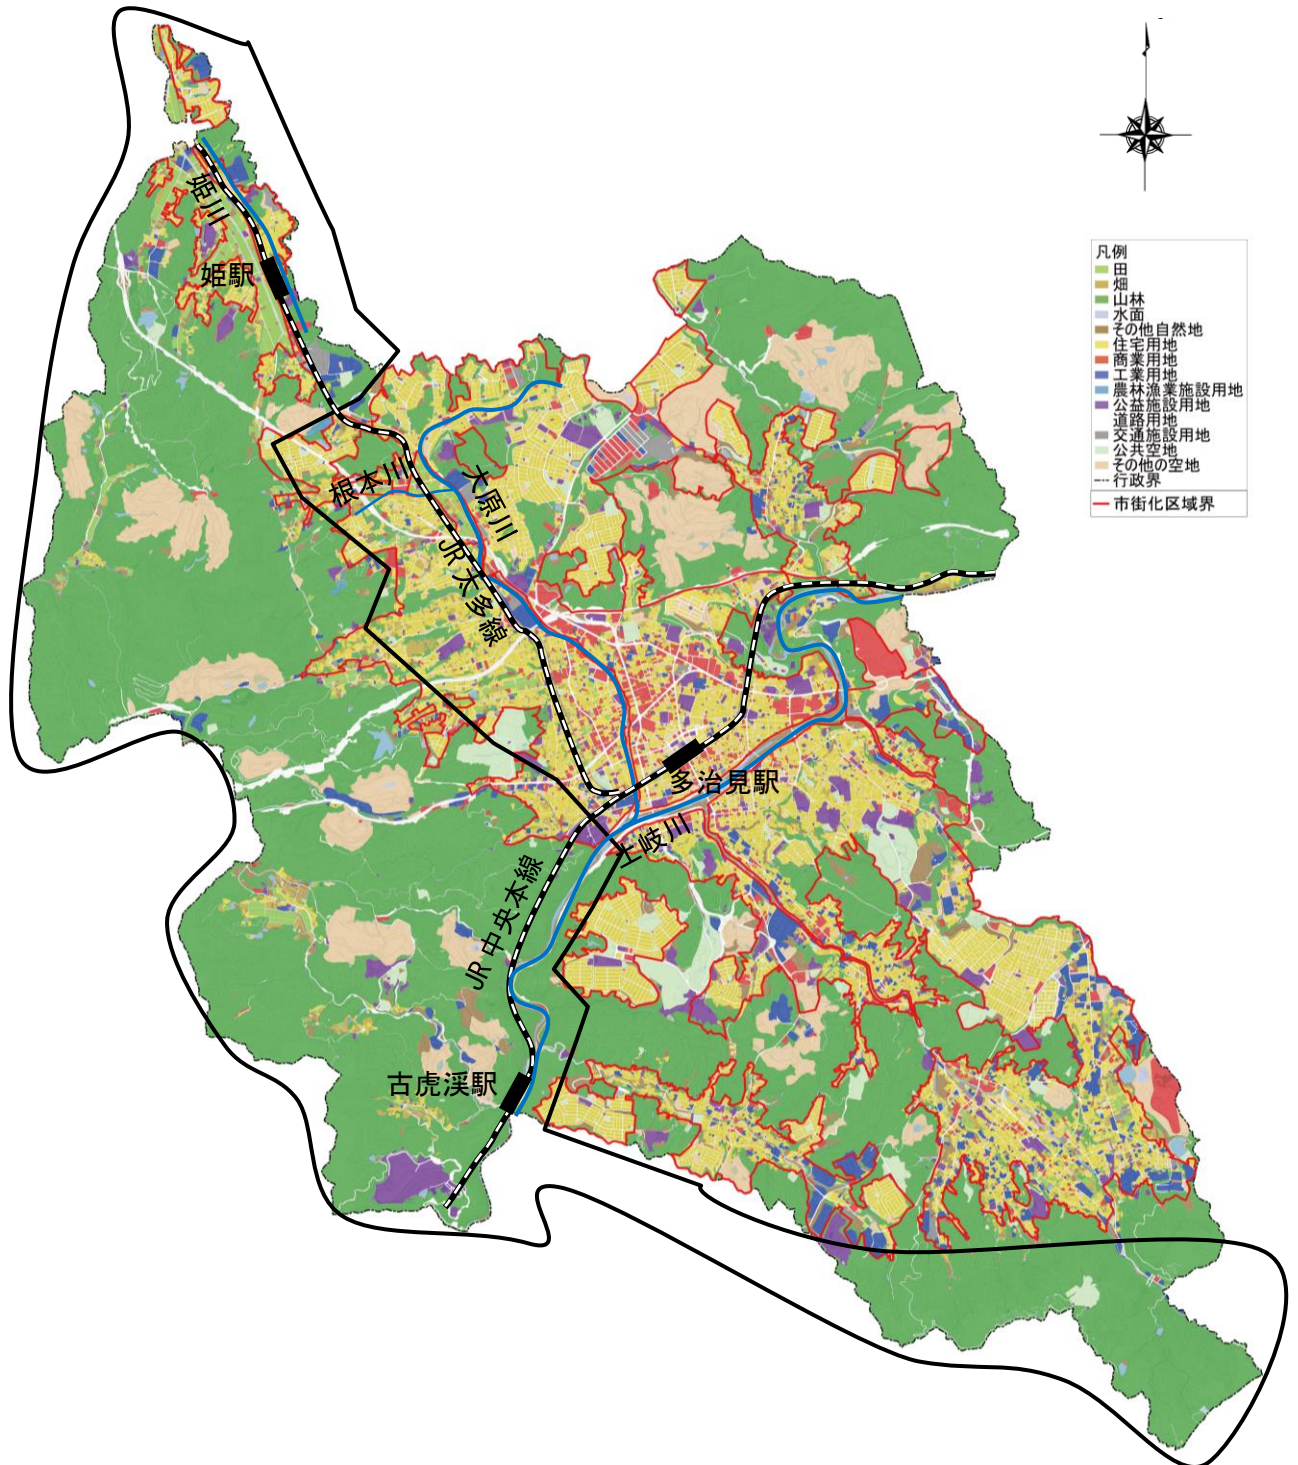 姫川
姫駅
根本川
大原川
JR 太多線
多治見駅
土岐川
JR 中央本線
古虎渓駅
凡例
田
畑
山林
水面
その他自然地
住宅用地
商業用地
工業用地
農林漁業施設用地
公益施設用地
道路用地
交通施設用地
公共空地
その他の空地
行政界
市街化区域界